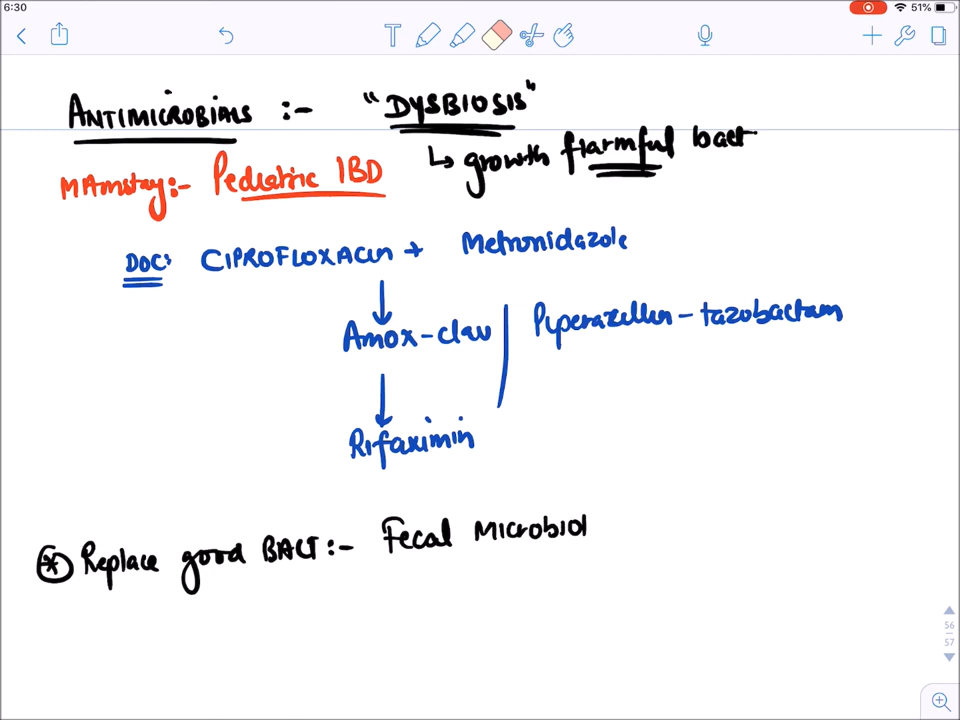 6:30
51%
T
ANTIMICROBIALS :- "DYSBIOSIS"
↳ growth harmful bact
MAinstay:- Pediatric IBD
DOC: CIPROFLOXACIN + Metronidazole
Amox-clav | Piperazillin - tazobactam
Rifaximin
* Replace good BACT:- Fecal Microbiol
56
57